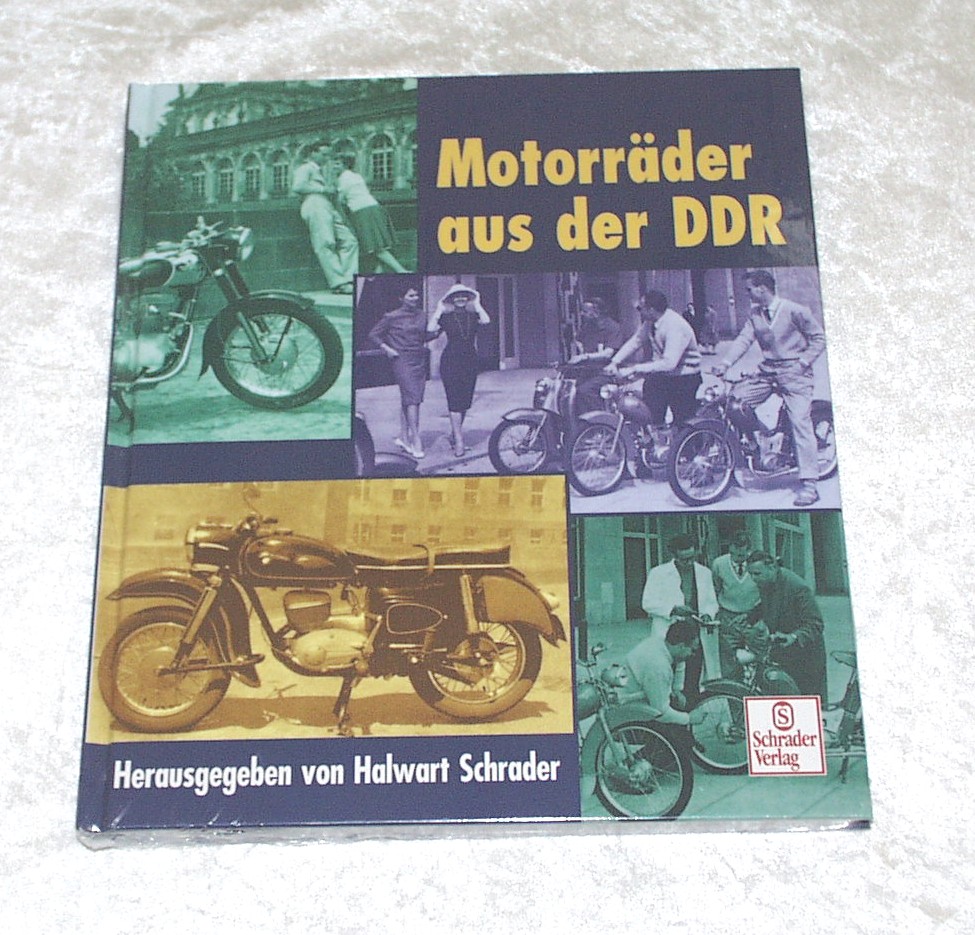 Motorräder
aus der DDR
Herausgegeben von Halwart Schrader
S
Schrader
Verlag